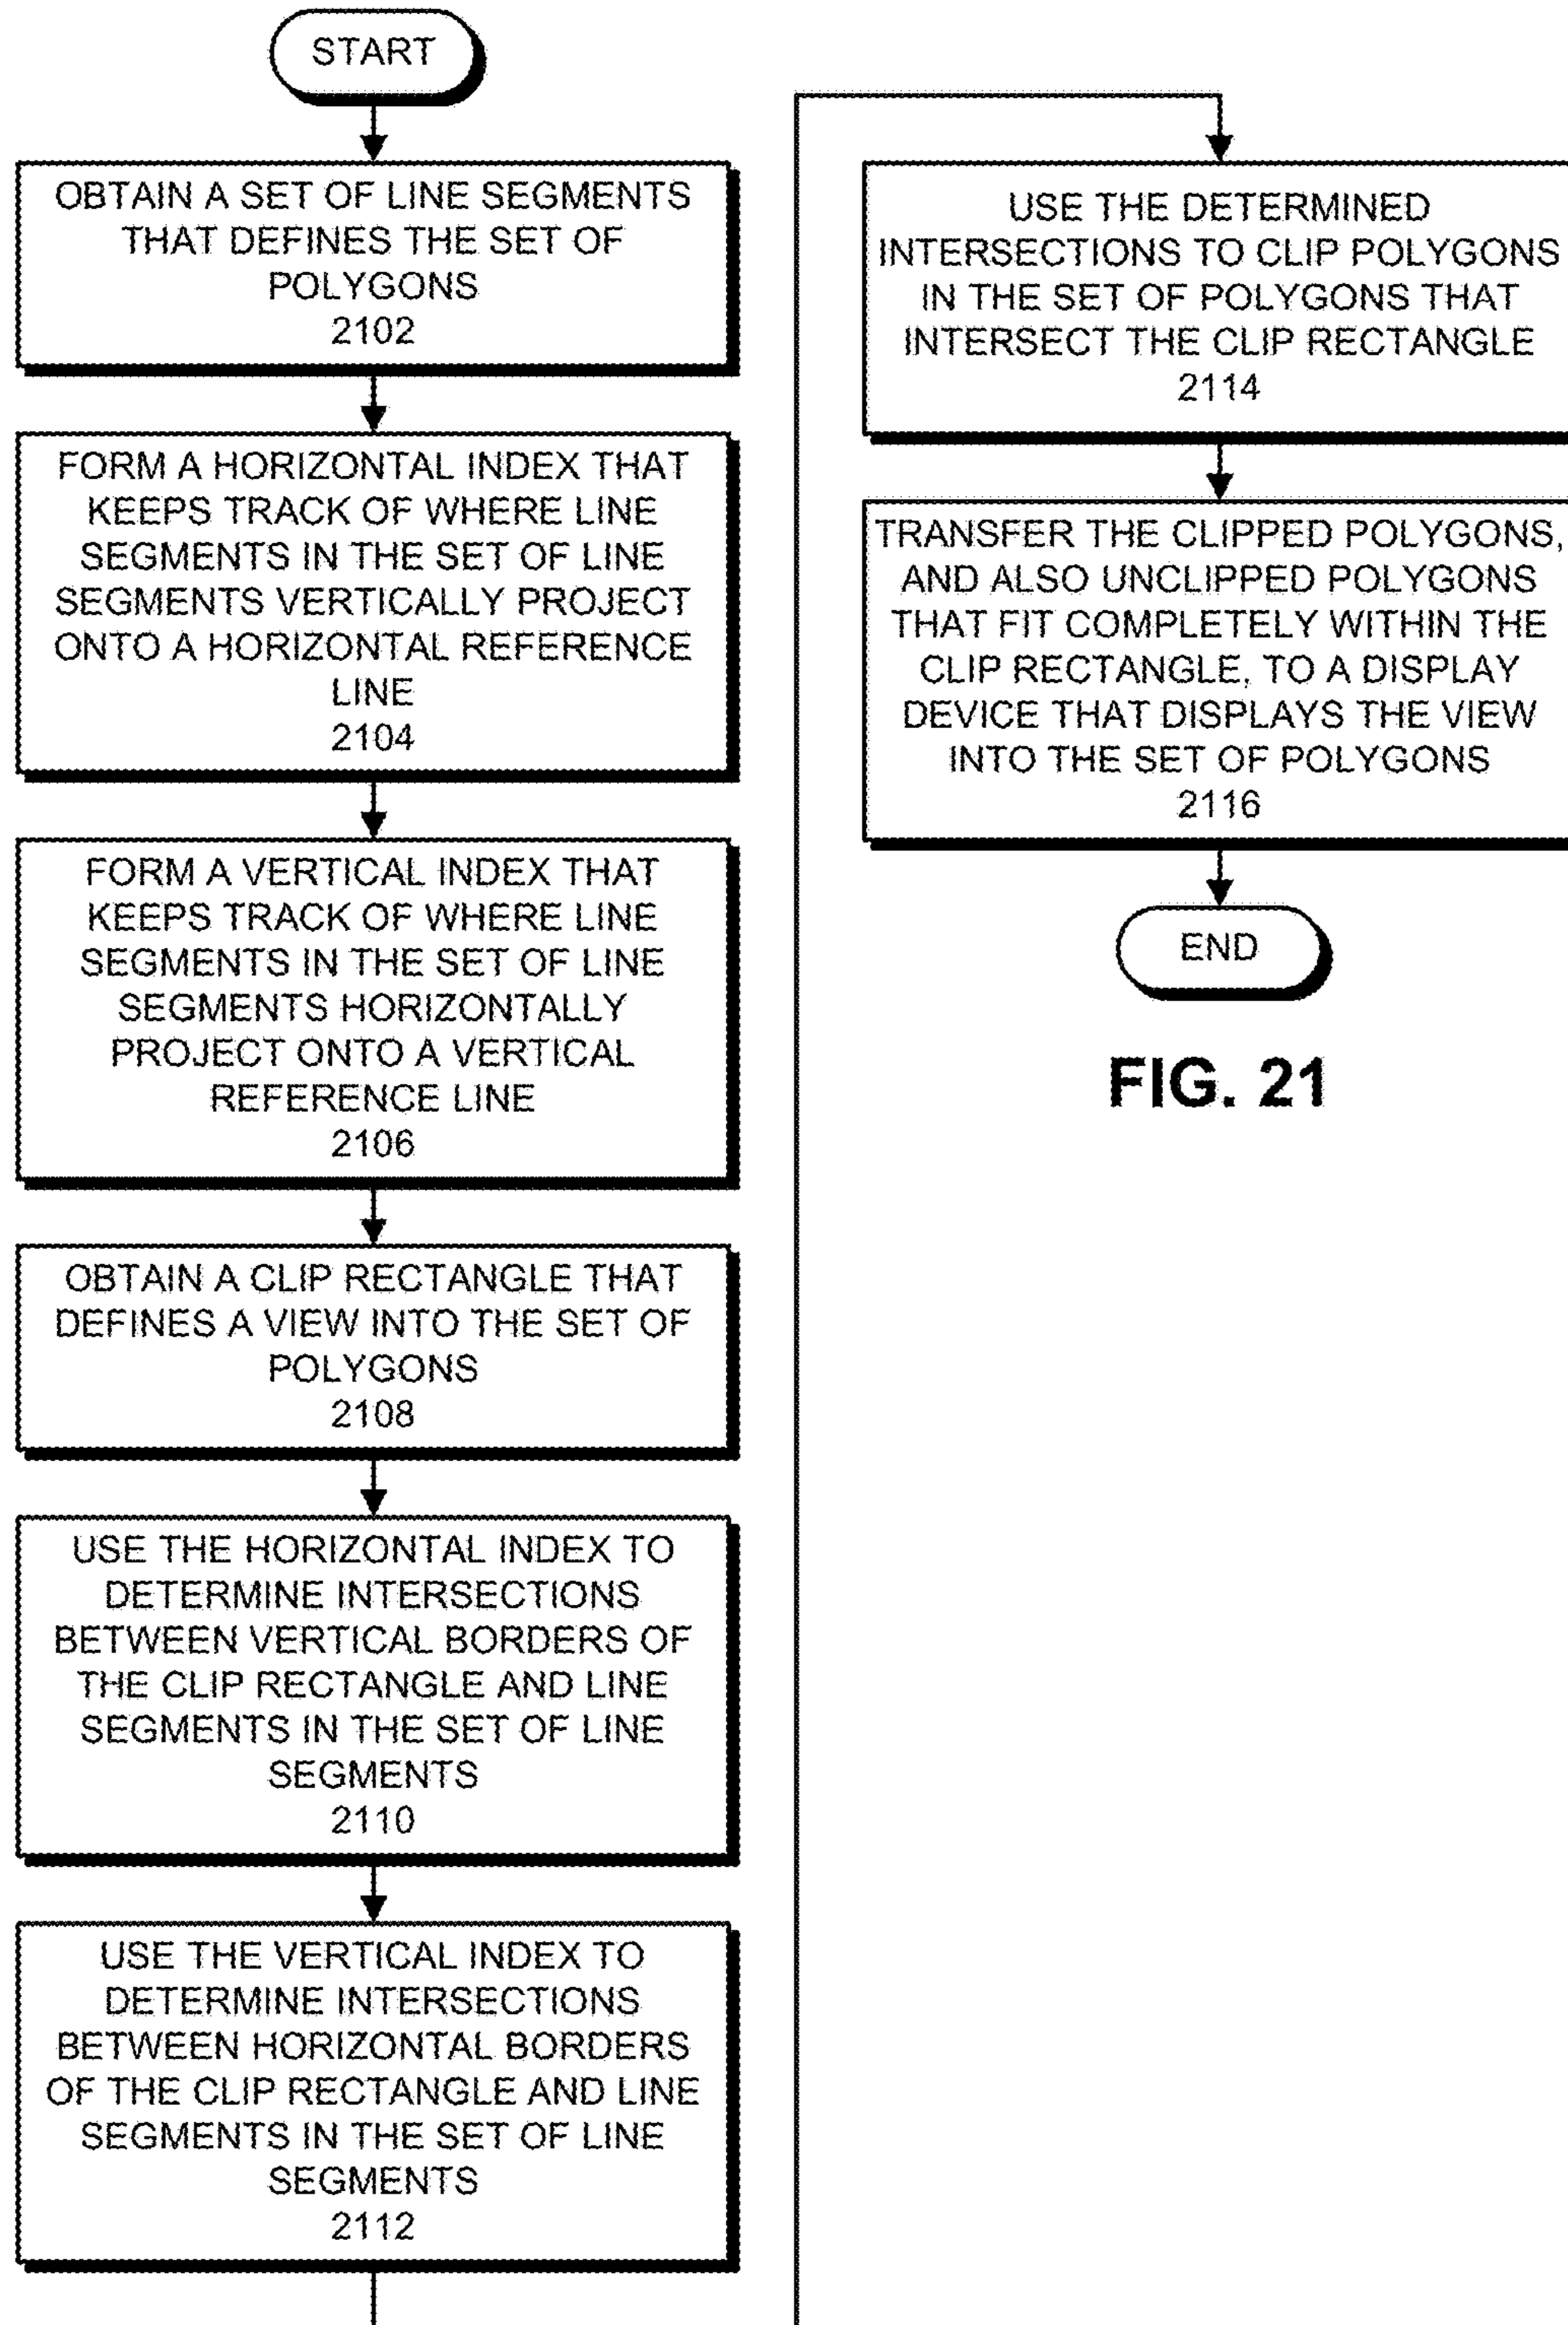 START
OBTAIN A SET OF LINE SEGMENTS
THAT DEFINES THE SET OF
POLYGONS
2102
FORM A HORIZONTAL INDEX THAT
KEEPS TRACK OF WHERE LINE
SEGMENTS IN THE SET OF LINE
SEGMENTS VERTICALLY PROJECT
ONTO A HORIZONTAL REFERENCE
LINE
2104
FORM A VERTICAL INDEX THAT
KEEPS TRACK OF WHERE LINE
SEGMENTS IN THE SET OF LINE
SEGMENTS HORIZONTALLY
PROJECT ONTO A VERTICAL
REFERENCE LINE
2106
OBTAIN A CLIP RECTANGLE THAT
DEFINES A VIEW INTO THE SET OF
POLYGONS
2108
USE THE HORIZONTAL INDEX TO
DETERMINE INTERSECTIONS
BETWEEN VERTICAL BORDERS OF
THE CLIP RECTANGLE AND LINE
SEGMENTS IN THE SET OF LINE
SEGMENTS
2110
USE THE VERTICAL INDEX TO
DETERMINE INTERSECTIONS
BETWEEN HORIZONTAL BORDERS
OF THE CLIP RECTANGLE AND LINE
SEGMENTS IN THE SET OF LINE
SEGMENTS
2112
USE THE DETERMINED
INTERSECTIONS TO CLIP POLYGONS
IN THE SET OF POLYGONS THAT
INTERSECT THE CLIP RECTANGLE
2114
TRANSFER THE CLIPPED POLYGONS,
AND ALSO UNCLIPPED POLYGONS
THAT FIT COMPLETELY WITHIN THE
CLIP RECTANGLE, TO A DISPLAY
DEVICE THAT DISPLAYS THE VIEW
INTO THE SET OF POLYGONS
2116
END
FIG. 21